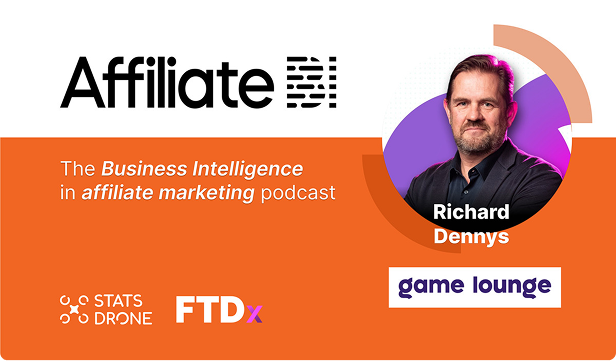 Affiliate BI
The Business Intelligence
in affiliate marketing podcast
Richard
Dennys
game lounge
STATS
DRONE
FTDx